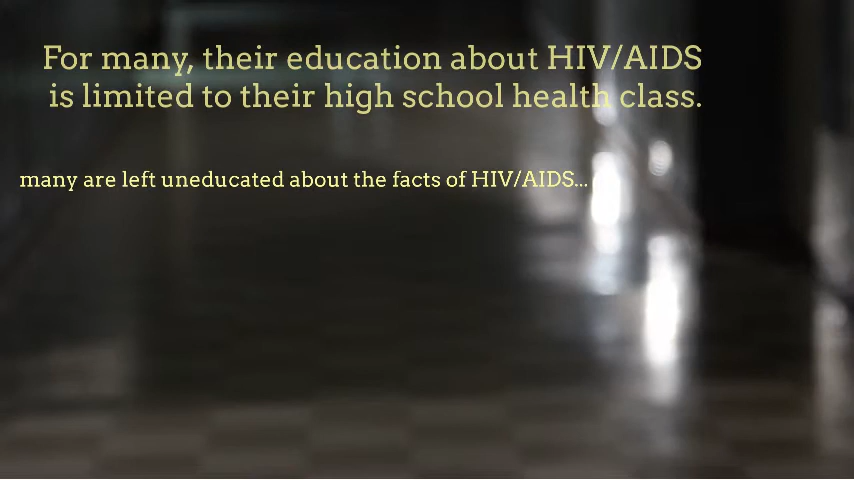 For many, their education about HIV/AIDS
is limited to their high school health class.
many are left uneducated about the facts of HIV/AIDS...